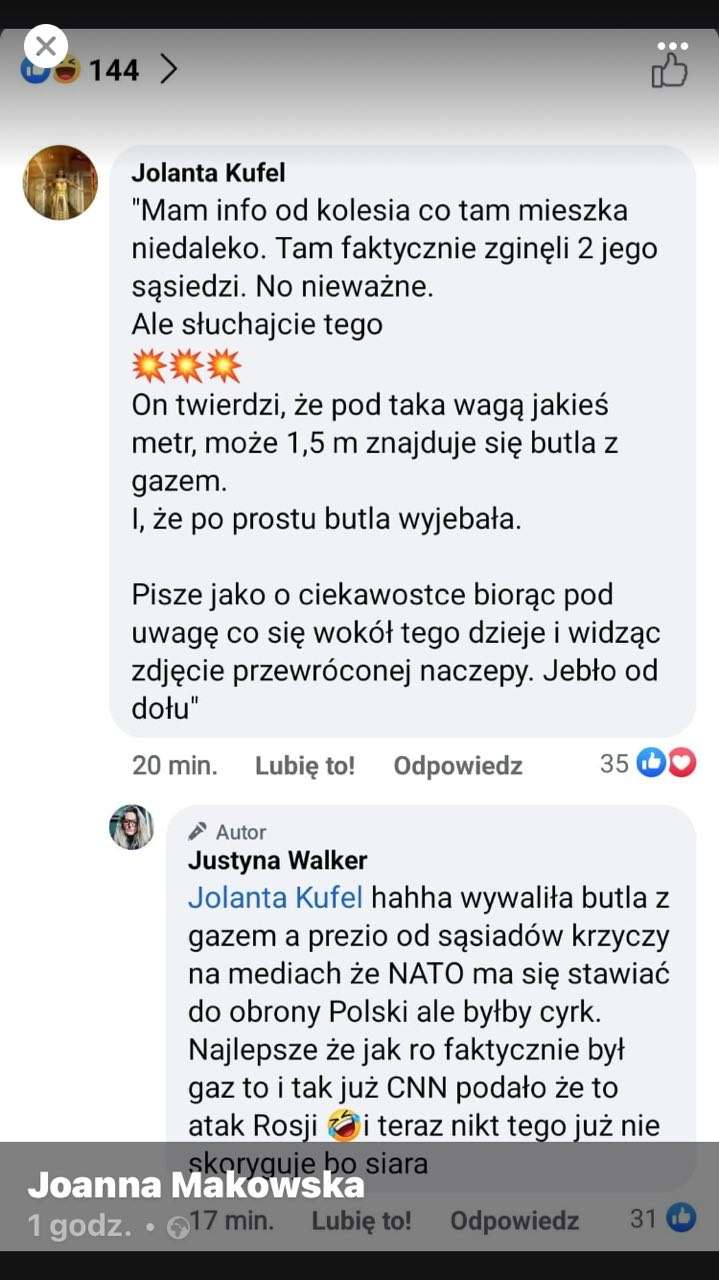 144
Jolanta Kufel
"Mam info od kolesia co tam mieszka
niedaleko. Tam faktycznie zginęli 2 jego
sąsiedzi. No nieważne.
Ale słuchajcie tego
💥💥💥
On twierdzi, że pod taka wagą jakieś
metr, może 1,5 m znajduje się butla z
gazem.
I, że po prostu butla wyjebała.
Pisze jako o ciekawostce biorąc pod
uwagę co się wokół tego dzieje i widząc
zdjęcie przewróconej naczepy. Jebło od
dołu"
20 min. Lubię to! Odpowiedz 35
Autor
Justyna Walker
Jolanta Kufel hahha wywaliła butla z
gazem a prezio od sąsiadów krzyczy
na mediach że NATO ma się stawiać
do obrony Polski ale byłby cyrk.
Najlepsze że jak ro faktycznie był
gaz to i tak już CNN podało że to
atak Rosji 🤣i teraz nikt tego już nie
skoryguje bo siara
Joanna Makowska
1 godz. •
17 min. Lubię to! Odpowiedz 31